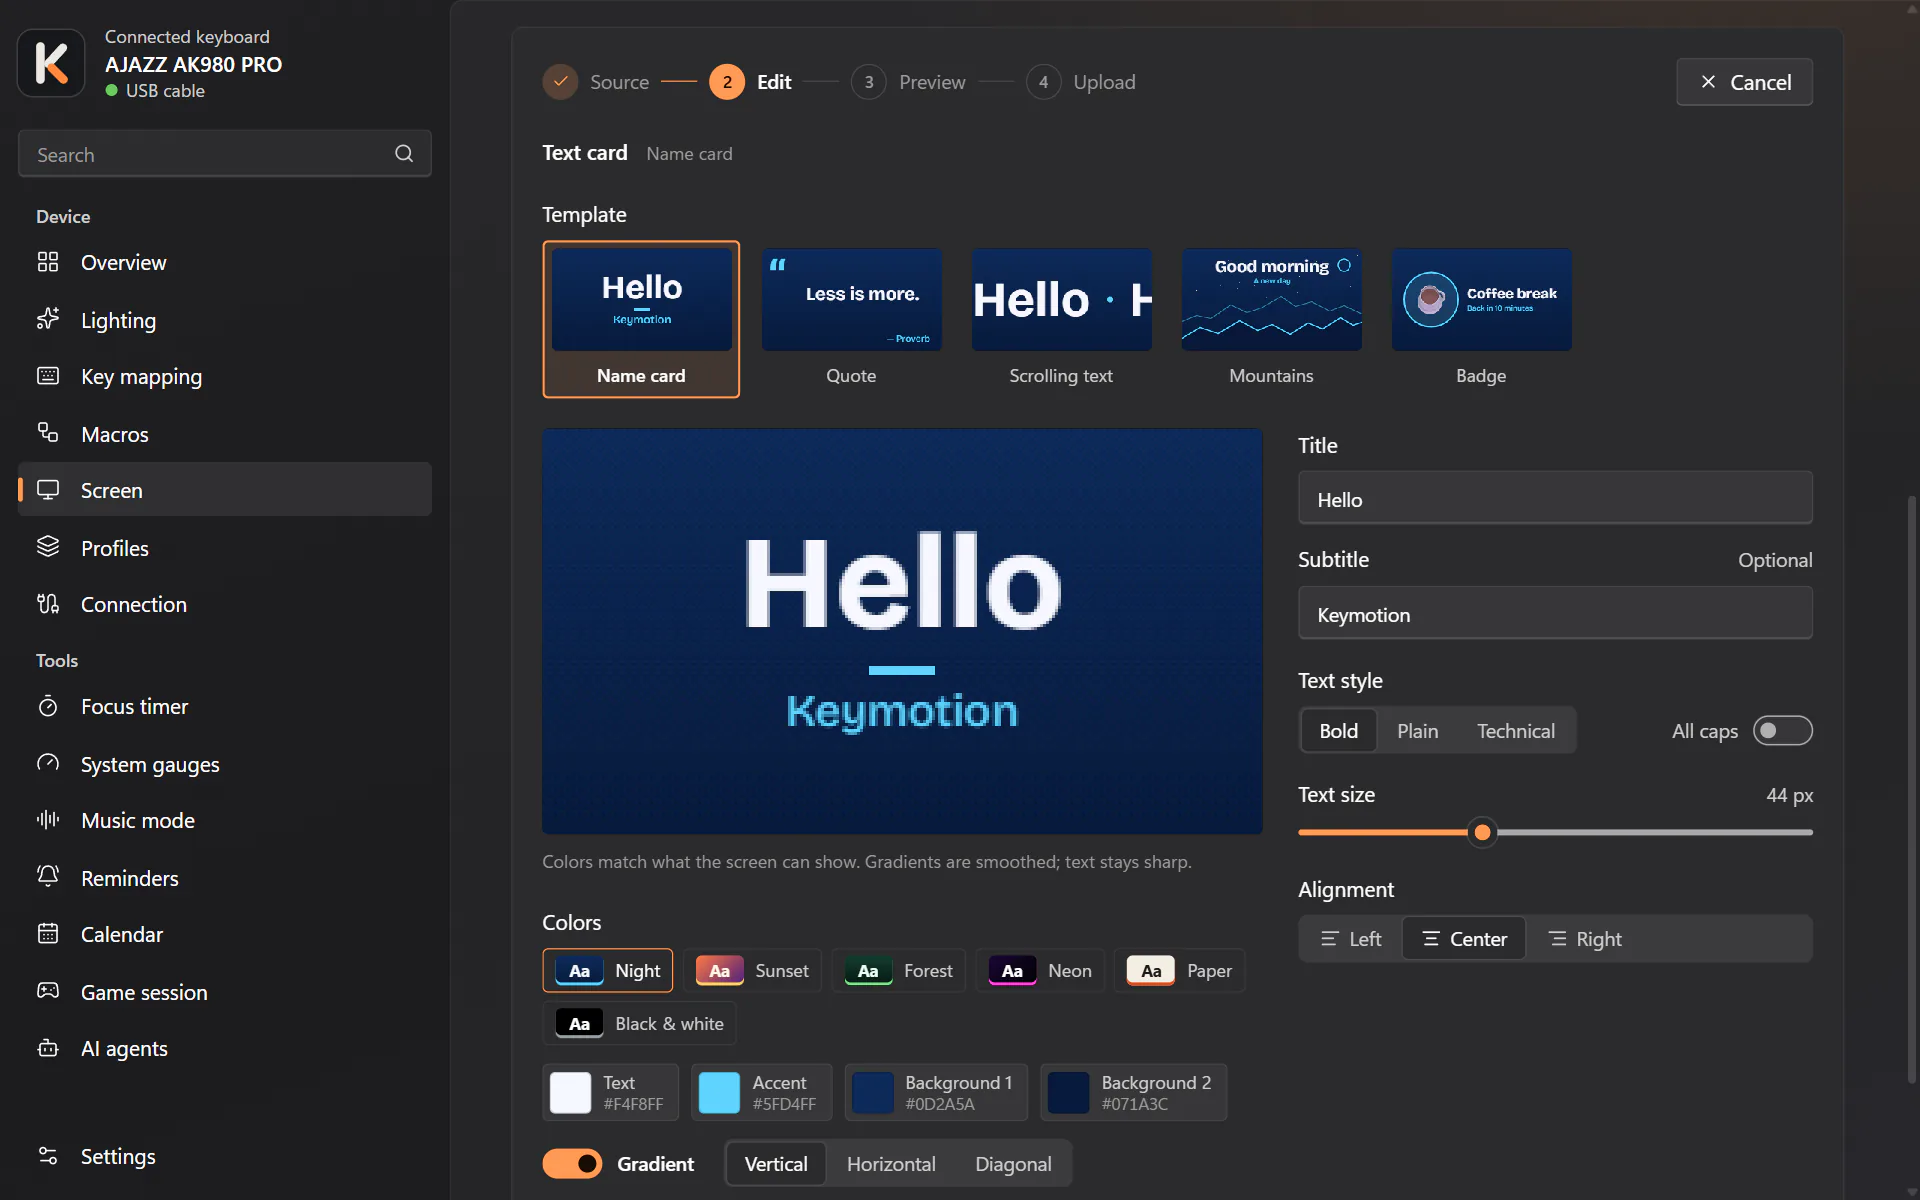 Connected keyboard
AJAZZ AK980 PRO
USB cable
Search
Device
Overview
Lighting
Key mapping
Macros
Screen
Profiles
Connection
Tools
Focus timer
System gauges
Music mode
Reminders
Calendar
Game session
AI agents
Settings
Source
2 Edit
3 Preview
4 Upload
Cancel
Text card Name card
Template
Hello
Keymotion
Name card
“
Less is more.
— Proverb
Quote
Hello · H
Scrolling text
Good morning
A new day
Mountains
Coffee break
Back in 10 minutes
Badge
Hello
Keymotion
Colors match what the screen can show. Gradients are smoothed; text stays sharp.
Title
Hello
Subtitle Optional
Keymotion
Text style
Bold Plain Technical All caps
Text size 44 px
Alignment
Left Center Right
Colors
Aa Night Aa Sunset Aa Forest Aa Neon Aa Paper
Aa Black & white
Text
#F4F8FF
Accent
#5FD4FF
Background 1
#0D2A5A
Background 2
#071A3C
Gradient Vertical Horizontal Diagonal